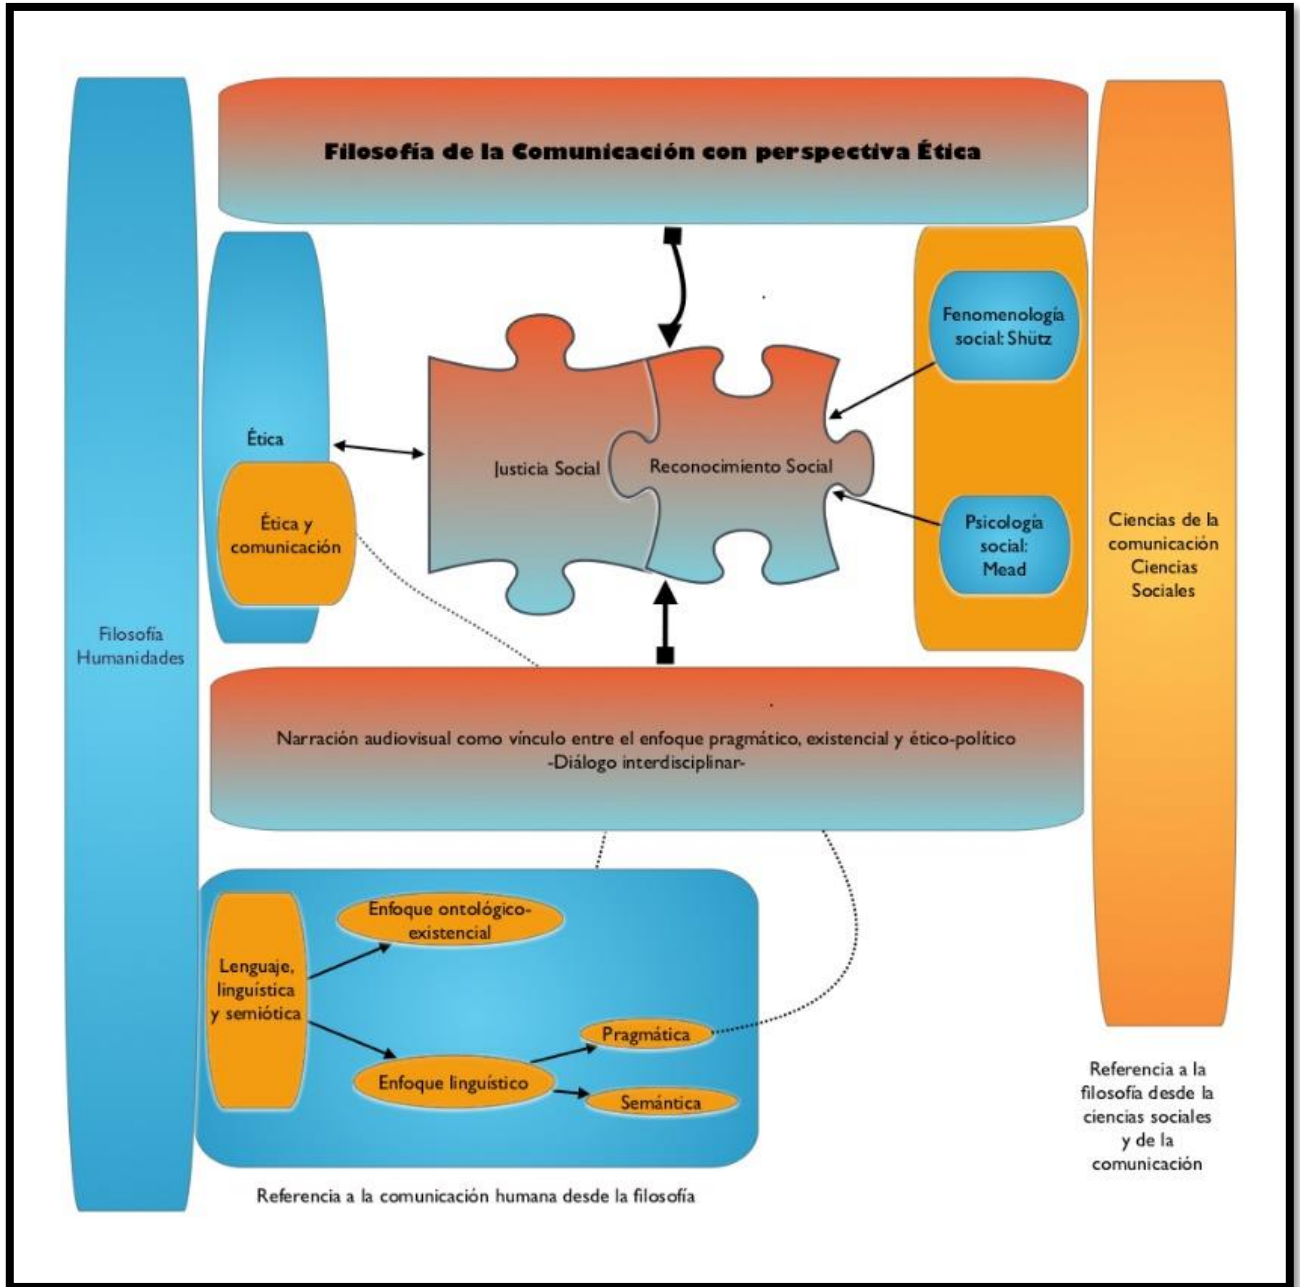 Filosofía de la Comunicación con perspectiva Ética
Fenomenología
social: Shütz
Ética
Justicia Social
Reconocimiento Social
Ética y
comunicación
Psicología
social:
Mead
Ciencias de la
comunicación
Ciencias
Sociales
Filosofía
Humanidades
Narración audiovisual como vínculo entre el enfoque pragmático, existencial y ético-político
-Diálogo interdisciplinar-
Enfoque ontológico-
existencial
Lenguaje,
linguística
y semiótica
Pragmática
Enfoque linguístico
Semántica
Referencia a la
filosofía desde la
ciencias sociales
y de la
comunicación
Referencia a la comunicación humana desde la filosofía